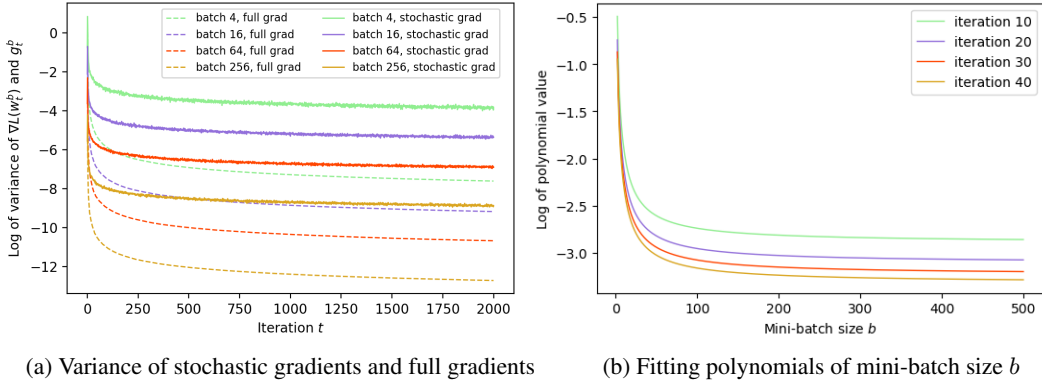 Log of variance of ∇L(w_t^b) and g_t^b
0
−2
−4
−6
−8
−10
−12
batch 4, full grad
batch 16, full grad
batch 64, full grad
batch 256, full grad
batch 4, stochastic grad
batch 16, stochastic grad
batch 64, stochastic grad
batch 256, stochastic grad
0 250 500 750 1000 1250 1500 1750 2000
Iteration t
(a) Variance of stochastic gradients and full gradients
Log of polynomial value
−0.5
−1.0
−1.5
−2.0
−2.5
−3.0
iteration 10
iteration 20
iteration 30
iteration 40
0 100 200 300 400 500
Mini-batch size b
(b) Fitting polynomials of mini-batch size b